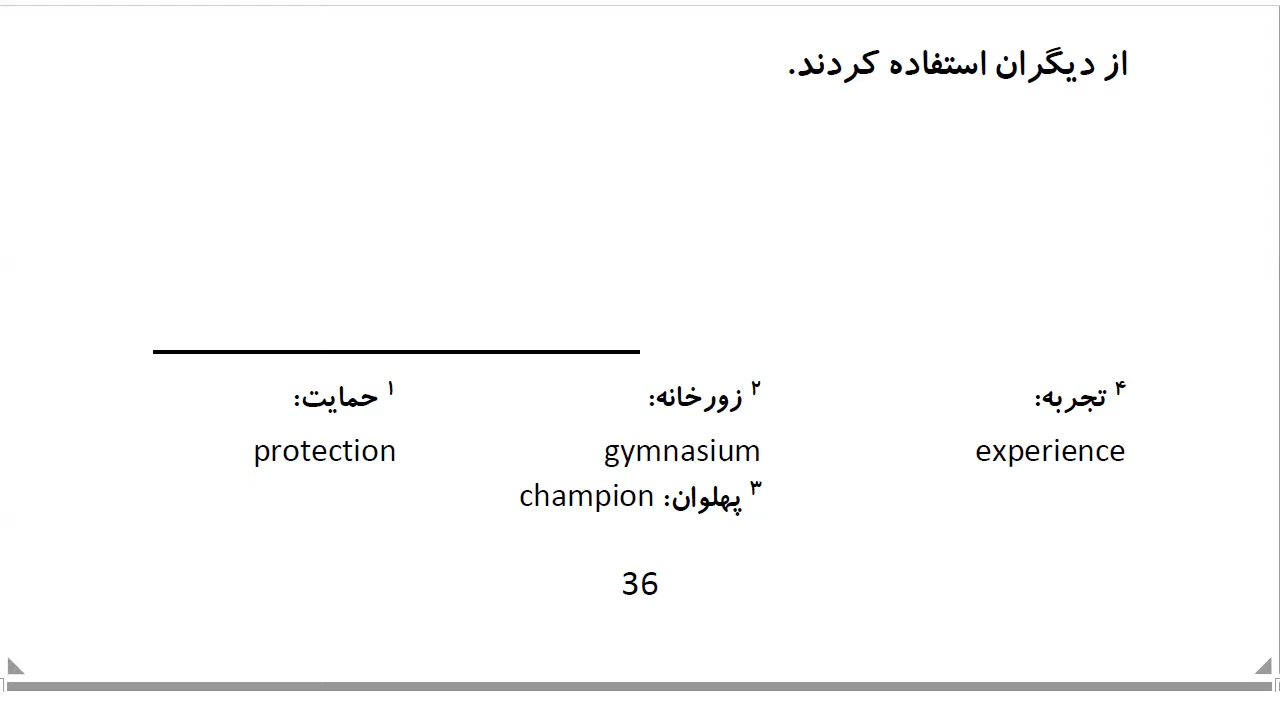 از دیگران استفاده کردند.
۱ حمایت:
protection
۲ زورخانه:
gymnasium
۳ پهلوان: champion
۴ تجربه:
experience
36